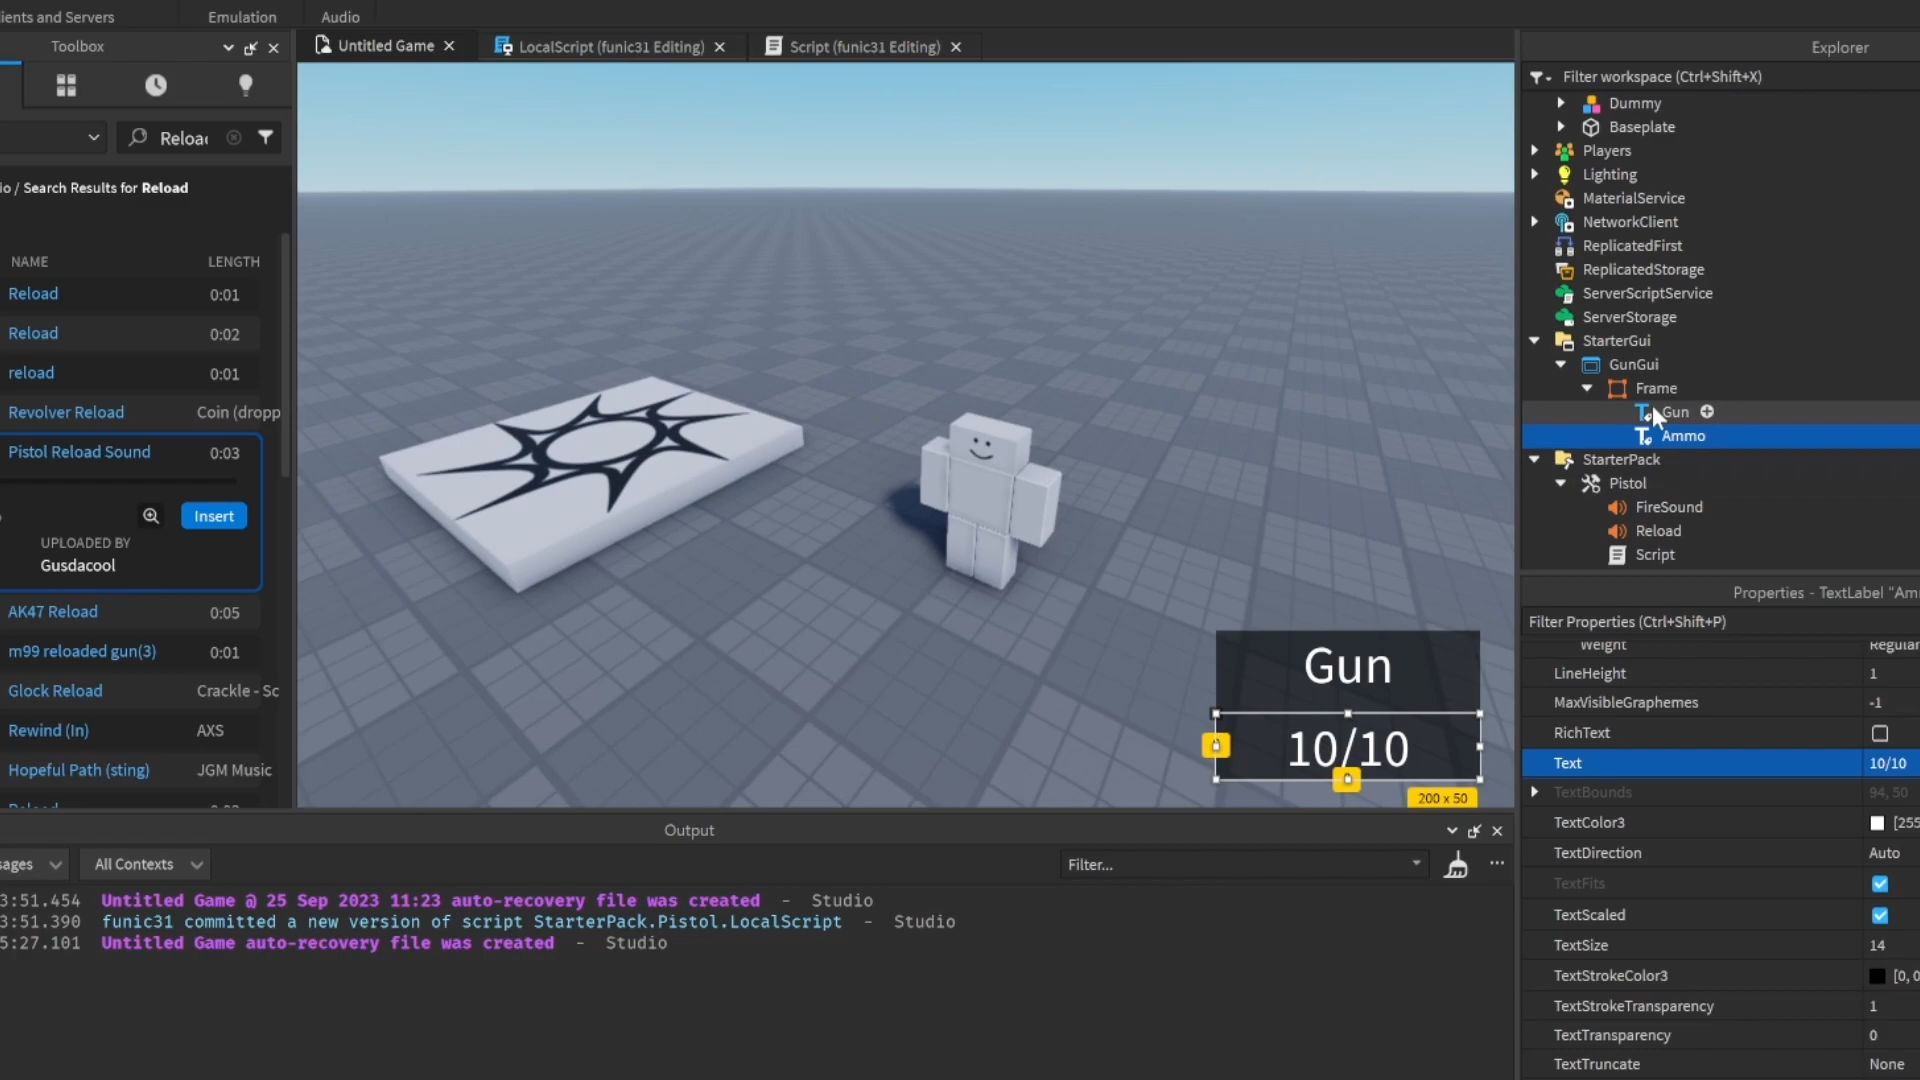 ients and Servers
Emulation
Audio
Toolbox
Reloa
io / Search Results for Reload
NAME LENGTH
Reload 0:01
Reload 0:02
reload 0:01
Revolver Reload Coin (dropp
Pistol Reload Sound 0:03
Insert
UPLOADED BY
Gusdacool
AK47 Reload 0:05
m99 reloaded gun(3) 0:01
Glock Reload Crackle - Sc
Rewind (In) AXS
Hopeful Path (sting) JGM Music
Untitled Game
LocalScript (funic31 Editing)
Script (funic31 Editing)
Gun
10/10
200 x 50
Output
sages
All Contexts
Filter...
3:51.454 Untitled Game @ 25 Sep 2023 11:23 auto-recovery file was created - Studio
3:51.390 funic31 committed a new version of script StarterPack.Pistol.LocalScript - Studio
5:27.101 Untitled Game auto-recovery file was created - Studio
Explorer
Filter workspace (Ctrl+Shift+X)
Dummy
Baseplate
Players
Lighting
MaterialService
NetworkClient
ReplicatedFirst
ReplicatedStorage
ServerScriptService
ServerStorage
StarterGui
GunGui
Frame
Gun
Ammo
StarterPack
Pistol
FireSound
Reload
Script
Properties - TextLabel "Am
Filter Properties (Ctrl+Shift+P)
Weight Regular
LineHeight 1
MaxVisibleGraphemes -1
RichText
Text 10/10
TextBounds 94, 50
TextColor3 [255
TextDirection Auto
TextFits
TextScaled
TextSize 14
TextStrokeColor3 [0, 0
TextStrokeTransparency 1
TextTransparency 0
TextTruncate None